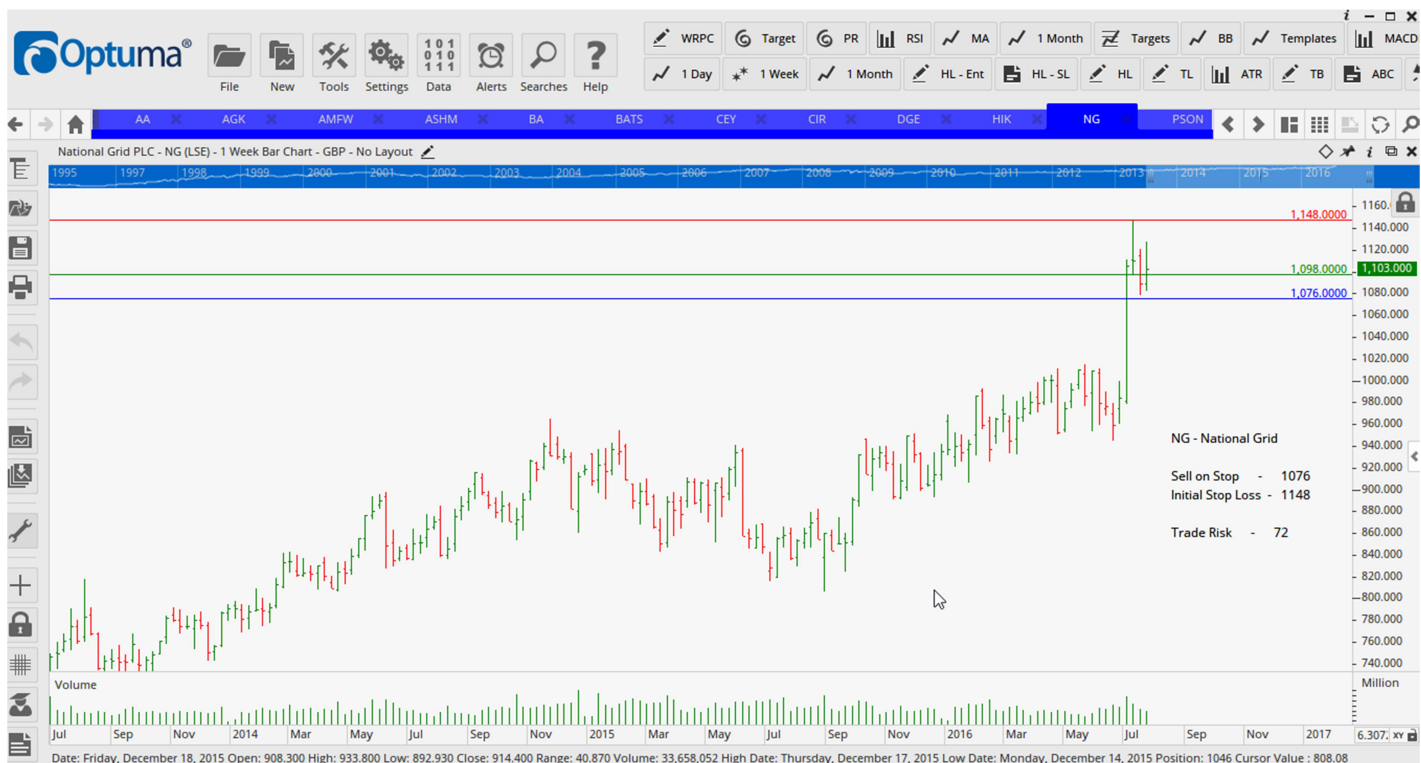 Optuma®
File New Tools Settings Data Alerts Searches Help
WRPC Target PR RSI MA 1 Month Targets BB Templates MACD
1 Day 1 Week 1 Month HL - Ent HL - SL HL TL ATR TB ABC
AA AGK AMFW ASHM BA BATS CEY CIR DGE HIK NG PSON
National Grid PLC - NG (LSE) - 1 Week Bar Chart - GBP - No Layout
1995 1997 1998 1999 2000 2001 2002 2003 2004 2005 2006 2007 2008 2009 2010 2011 2012 2013 2014 2015 2016
1160.
1,148.0000
1140.000
1120.000
1,098.0000 1,103.000
1,076.0000 1080.000
1060.000
1040.000
1020.000
1000.000
980.000
960.000
NG - National Grid 940.000
920.000
Sell on Stop - 1076
Initial Stop Loss - 1148 900.000
880.000
Trade Risk - 72 860.000
840.000
820.000
800.000
780.000
760.000
740.000
Volume Million
Jul Sep Nov 2014 Mar May Jul Sep Nov 2015 Mar May Jul Sep Nov 2016 Mar May Jul Sep Nov 2017 6.307 XY
Date: Friday, December 18, 2015 Open: 908.300 High: 933.800 Low: 892.930 Close: 914.400 Range: 40.870 Volume: 33,658,052 High Date: Thursday, December 17, 2015 Low Date: Monday, December 14, 2015 Position: 1046 Cursor Value : 808.08